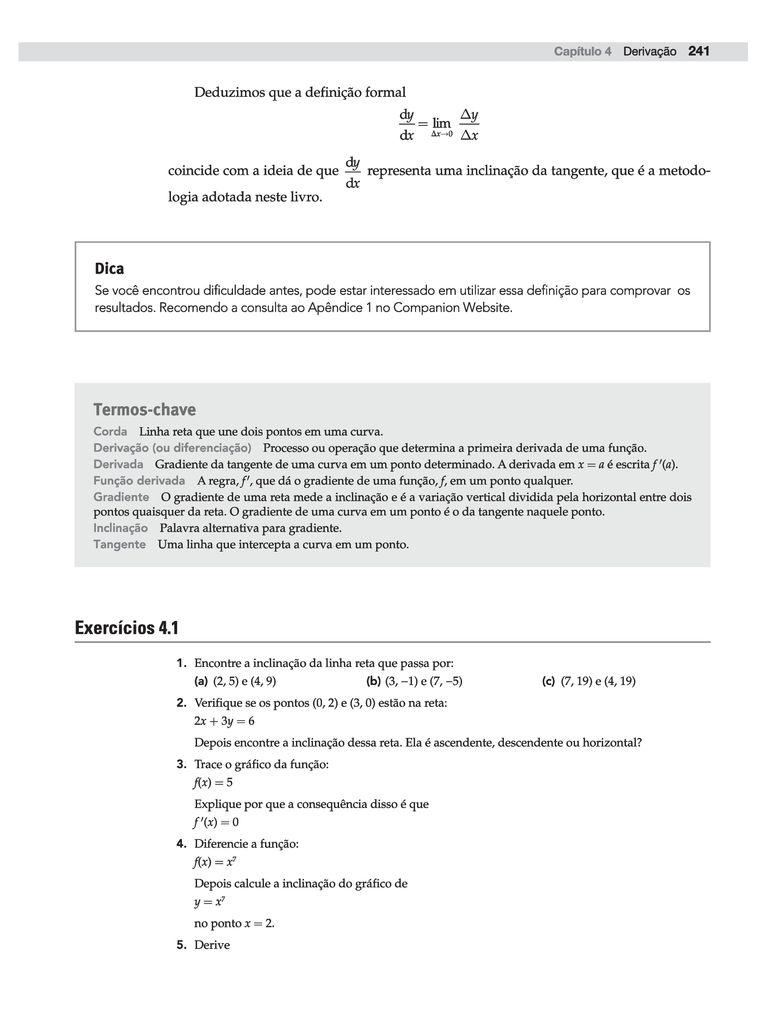 Capítulo 4 Derivação 241
Deduzimos que a definição formal
dy/dx = lim Δx→0 Δy/Δx
coincide com a ideia de que dy/dx representa uma inclinação da tangente, que é a metodo-
logia adotada neste livro.
Dica
Se você encontrou dificuldade antes, pode estar interessado em utilizar essa definição para comprovar os
resultados. Recomendo a consulta ao Apêndice 1 no Companion Website.
Termos-chave
Corda Linha reta que une dois pontos em uma curva.
Derivação (ou diferenciação) Processo ou operação que determina a primeira derivada de uma função.
Derivada Gradiente da tangente de uma curva em um ponto determinado. A derivada em x = a é escrita f ′(a).
Função derivada A regra, f ′, que dá o gradiente de uma função, f, em um ponto qualquer.
Gradiente O gradiente de uma reta mede a inclinação e é a variação vertical dividida pela horizontal entre dois
pontos quaisquer da reta. O gradiente de uma curva em um ponto é o da tangente naquele ponto.
Inclinação Palavra alternativa para gradiente.
Tangente Uma linha que intercepta a curva em um ponto.
Exercícios 4.1
1. Encontre a inclinação da linha reta que passa por:
(a) (2, 5) e (4, 9) (b) (3, –1) e (7, –5) (c) (7, 19) e (4, 19)
2. Verifique se os pontos (0, 2) e (3, 0) estão na reta:
2x + 3y = 6
Depois encontre a inclinação dessa reta. Ela é ascendente, descendente ou horizontal?
3. Trace o gráfico da função:
f(x) = 5
Explique por que a consequência disso é que
f ′(x) = 0
4. Diferencie a função:
f(x) = x⁷
Depois calcule a inclinação do gráfico de
y = x⁷
no ponto x = 2.
5. Derive